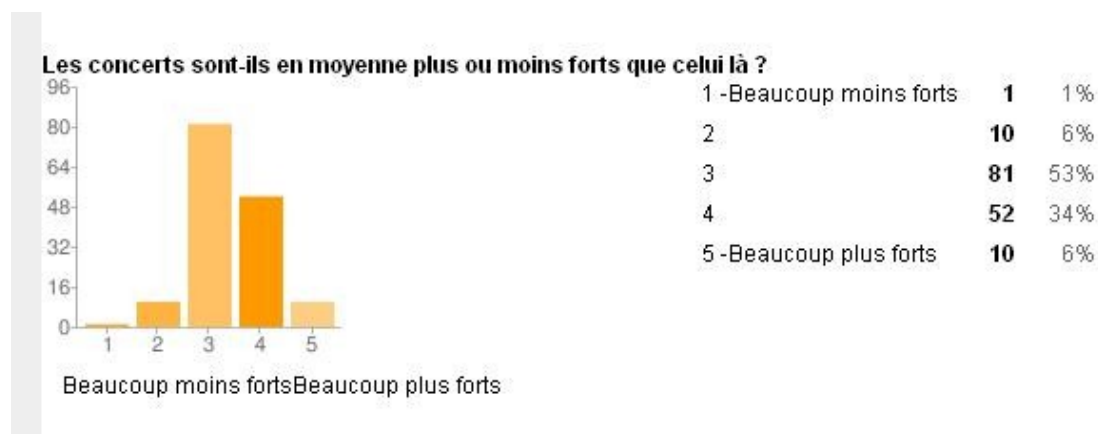 Les concerts sont-ils en moyenne plus ou moins forts que celui là ?
96
80
64
48
32
16
0
1 2 3 4 5
Beaucoup moins fortsBeaucoup plus forts
1 -Beaucoup moins forts 1 1%
2 10 6%
3 81 53%
4 52 34%
5 -Beaucoup plus forts 10 6%